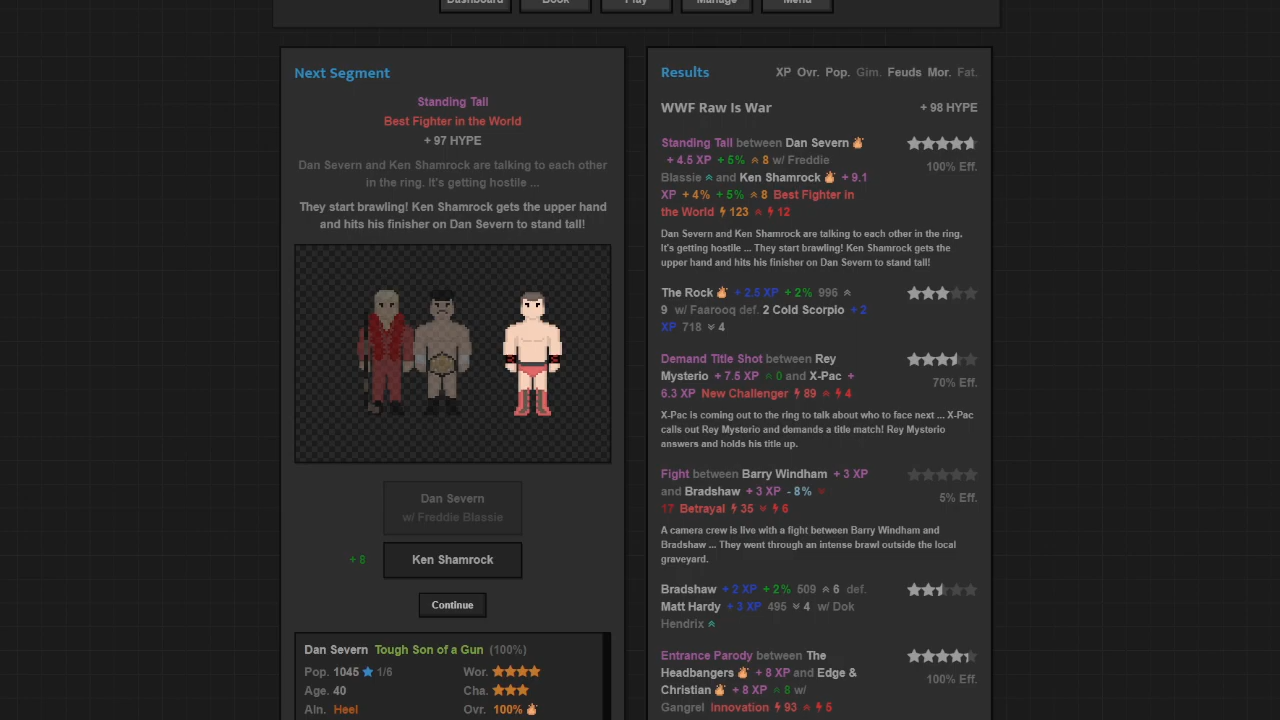 Dashboard Book Play Manage Menu
Next Segment
Standing Tall
Best Fighter in the World
+ 97 HYPE
Dan Severn and Ken Shamrock are talking to each other
in the ring. It's getting hostile ...
They start brawling! Ken Shamrock gets the upper hand
and hits his finisher on Dan Severn to stand tall!
Dan Severn
w/ Freddie Blassie
+ 8 Ken Shamrock
Continue
Dan Severn Tough Son of a Gun (100%)
Pop. 1045 1/6 Wor.
Age. 40 Cha.
Aln. Heel Ovr. 100%
Results XP Ovr. Pop. Gim. Feuds Mor. Fat.
WWF Raw Is War + 98 HYPE
Standing Tall between Dan Severn
+ 4.5 XP + 5% 8 w/ Freddie
100% Eff.
Blassie and Ken Shamrock + 9.1
XP + 4% + 5% 8 Best Fighter in
the World 123 12
Dan Severn and Ken Shamrock are talking to each other in the ring.
It's getting hostile ... They start brawling! Ken Shamrock gets the
upper hand and hits his finisher on Dan Severn to stand tall!
The Rock + 2.5 XP + 2% 996
9 w/ Farooq def. 2 Cold Scorpio + 2
XP 718 4
Demand Title Shot between Rey
Mysterio + 7.5 XP 0 and X-Pac +
70% Eff.
6.3 XP New Challenger 89 4
X-Pac is coming out to the ring to talk about who to face next ... X-Pac
calls out Rey Mysterio and demands a title match! Rey Mysterio
answers and holds his title up.
Fight between Barry Windham + 3 XP
and Bradshaw + 3 XP - 8%
5% Eff.
17 Betrayal 35 6
A camera crew is live with a fight between Barry Windham and
Bradshaw ... They went through an intense brawl outside the local
graveyard.
Bradshaw + 2 XP + 2% 509 6 def.
Matt Hardy + 3 XP 495 4 w/ Dok
Hendrix
Entrance Parody between The
Headbangers + 8 XP and Edge &
100% Eff.
Christian + 8 XP 8 w/
Gangrel Innovation 93 5